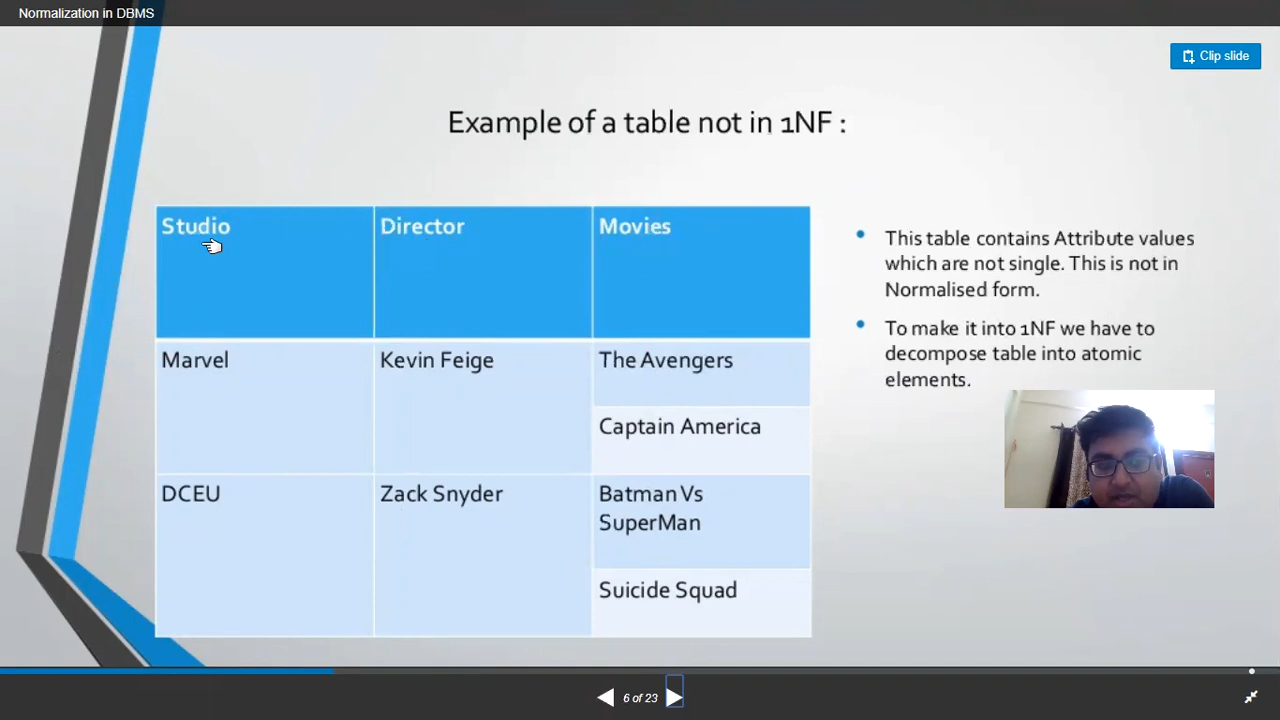 Normalization in DBMS
Clip slide
Example of a table not in 1NF :
Studio
Director
Movies
Marvel
Kevin Feige
The Avengers
Captain America
DCEU
Zack Snyder
Batman Vs
SuperMan
Suicide Squad
This table contains Attribute values
which are not single. This is not in
Normalised form.
To make it into 1NF we have to
decompose table into atomic
elements.
6 of 23